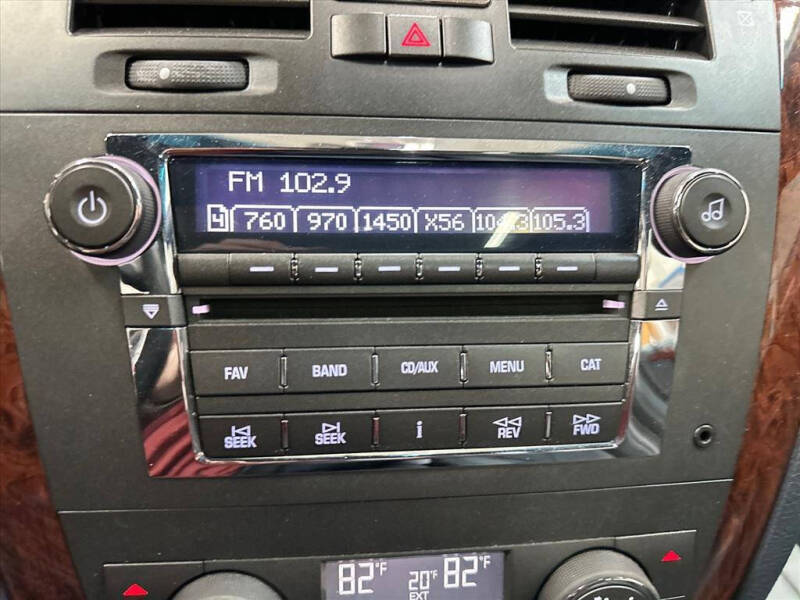 FM 102.9
4 760 970 1450 X56 104.3 105.3
FAV BAND CD/AUX MENU CAT
SEEK SEEK i REV FWD
82°F 20°F 82°F
EXT